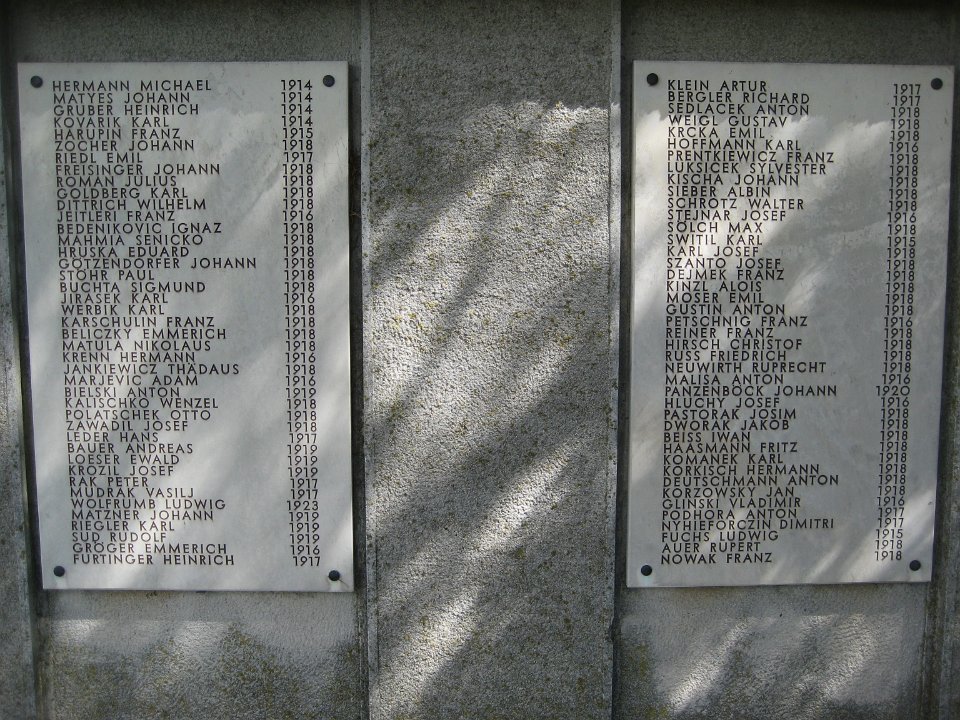 HERMANN MICHAEL 1914
MATYES JOHANN 1914
GRUBER HEINRICH 1914
KOVARIK KARL 1914
HARUPIN FRANZ 1915
ZOCHER JOHANN 1918
RIEDL EMIL 1917
FREISINGER JOHANN 1918
ROMAN JULIUS 1918
GOLDBERG KARL 1918
DITTRICH WILHELM 1918
JEITLERI FRANZ 1916
BEDENIKOVIC IGNAZ 1918
MAHMIA SENICKO 1918
HRUSKA EDUARD 1918
GÖTZENDORFER JOHANN 1918
STÖHR PAUL 1918
BUCHTA SIGMUND 1918
JIRASEK KARL 1916
WERBIK KARL 1918
KARSCHULIN FRANZ 1918
BELICZKY EMMERICH 1918
MATULA NIKOLAUS 1918
KRENN HERMANN 1916
JANKIEWICZ THADÄUS 1918
MARJEVIC ADAM 1916
BIELSKI ANTON 1919
KALISCHKO WENZEL 1918
POLATSCHEK OTTO 1918
ZAWADIL JOSEF 1918
LEDER HANS 1917
BAUER ANDREAS 1919
LOESER EWALD 1919
KROZIL JOSEF 1919
RAK PETER 1917
MUDRAK VASILJ 1917
WOLFRUMB LUDWIG 1923
MATZNER JOHANN 1919
RIEGLER KARL 1919
SUD RUDOLF 1919
GRÖGER EMMERICH 1916
FURTINGER HEINRICH 1917
KLEIN ARTUR 1917
BERGLER RICHARD 1917
SEDLACEK ANTON 1918
WEIGL GUSTAV 1918
KRCKA EMIL 1918
HOFFMANN KARL 1916
PRENTKIEWICZ FRANZ 1918
LUKSICEK SYLVESTER 1918
KISCHA JOHANN 1918
SIEBER ALBIN 1918
SCHROTZ WALTER 1918
STEJNAR JOSEF 1916
SÖLCH MAX 1918
SWITIL KARL 1915
KARL JOSEF 1918
SZANTO JOSEF 1918
DEJMEK FRANZ 1918
KINZL ALOIS 1918
MOSER EMIL 1918
GUSTIN ANTON 1918
PETSCHNIG FRANZ 1916
REINER FRANZ 1918
HIRSCH CHRISTOF 1918
RUSS FRIEDRICH 1918
NEUWIRTH RUPRECHT 1918
MALISA ANTON 1916
PANZENBÖCK JOHANN 1920
HLUCHY JOSEF 1916
PASTORAK JOSIM 1918
DWORAK JAKOB 1918
BEISS IWAN 1918
HAASMANN FRITZ 1918
KOMANEK KARL 1918
KORKISCH HERMANN 1918
DEUTSCHMANN ANTON 1918
KORZOWSKY JAN 1918
GLINSKI VLADIMIR 1918
PODHORA ANTON 1917
NYHIEFORCZIN DIMITRI 1917
FUCHS LUDWIG 1915
AUER RUPERT 1918
NOWAK FRANZ 1918